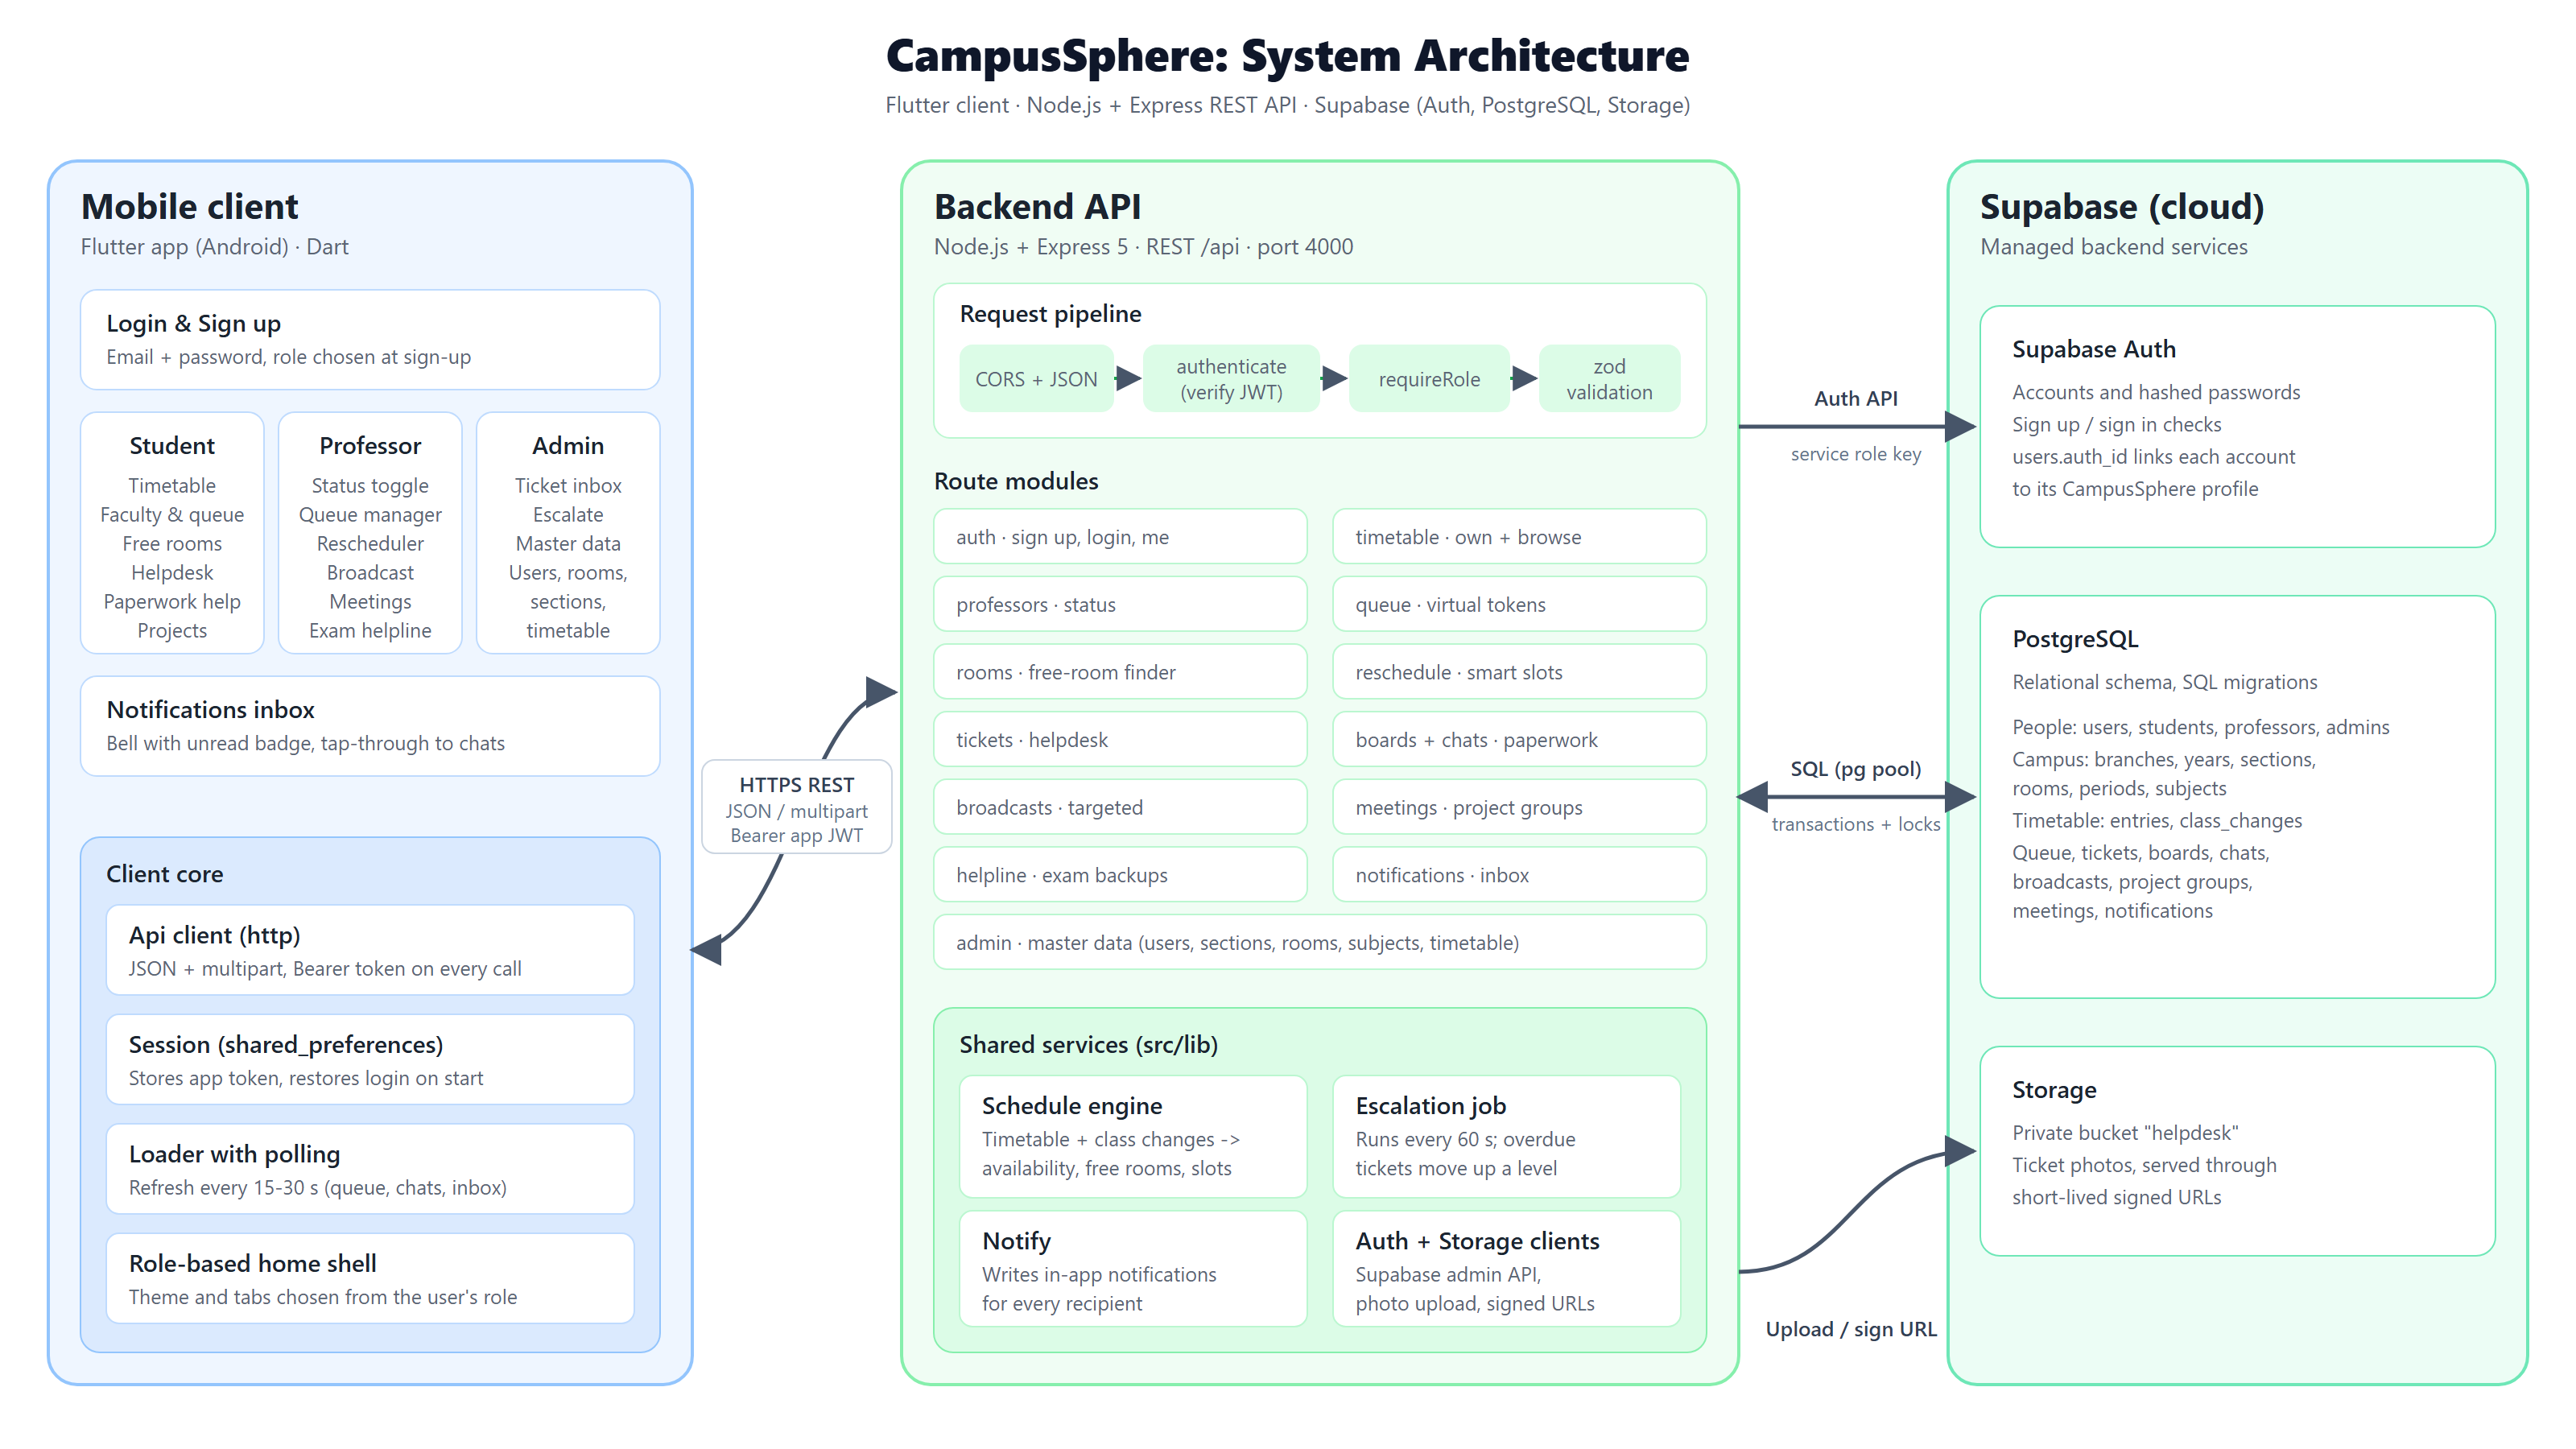 CampusSphere: System Architecture
Flutter client · Node.js + Express REST API · Supabase (Auth, PostgreSQL, Storage)
Mobile client
Flutter app (Android) · Dart
Login & Sign up
Email + password, role chosen at sign-up
Student
Timetable
Faculty & queue
Free rooms
Helpdesk
Paperwork help
Projects
Professor
Status toggle
Queue manager
Rescheduler
Broadcast
Meetings
Exam helpline
Admin
Ticket inbox
Escalate
Master data
Users, rooms,
sections,
timetable
Notifications inbox
Bell with unread badge, tap-through to chats
Client core
Api client (http)
JSON + multipart, Bearer token on every call
Session (shared_preferences)
Stores app token, restores login on start
Loader with polling
Refresh every 15-30 s (queue, chats, inbox)
Role-based home shell
Theme and tabs chosen from the user's role
HTTPS REST
JSON / multipart
Bearer app JWT
Backend API
Node.js + Express 5 · REST /api · port 4000
Request pipeline
CORS + JSON
authenticate
(verify JWT)
requireRole
zod
validation
Route modules
auth · sign up, login, me
timetable · own + browse
professors · status
queue · virtual tokens
rooms · free-room finder
reschedule · smart slots
tickets · helpdesk
boards + chats · paperwork
broadcasts · targeted
meetings · project groups
helpline · exam backups
notifications · inbox
admin · master data (users, sections, rooms, subjects, timetable)
Shared services (src/lib)
Schedule engine
Timetable + class changes ->
availability, free rooms, slots
Escalation job
Runs every 60 s; overdue
tickets move up a level
Notify
Writes in-app notifications
for every recipient
Auth + Storage clients
Supabase admin API,
photo upload, signed URLs
Auth API
service role key
SQL (pg pool)
transactions + locks
Upload / sign URL
Supabase (cloud)
Managed backend services
Supabase Auth
Accounts and hashed passwords
Sign up / sign in checks
users.auth_id links each account
to its CampusSphere profile
PostgreSQL
Relational schema, SQL migrations
People: users, students, professors, admins
Campus: branches, years, sections,
rooms, periods, subjects
Timetable: entries, class_changes
Queue, tickets, boards, chats,
broadcasts, project groups,
meetings, notifications
Storage
Private bucket "helpdesk"
Ticket photos, served through
short-lived signed URLs